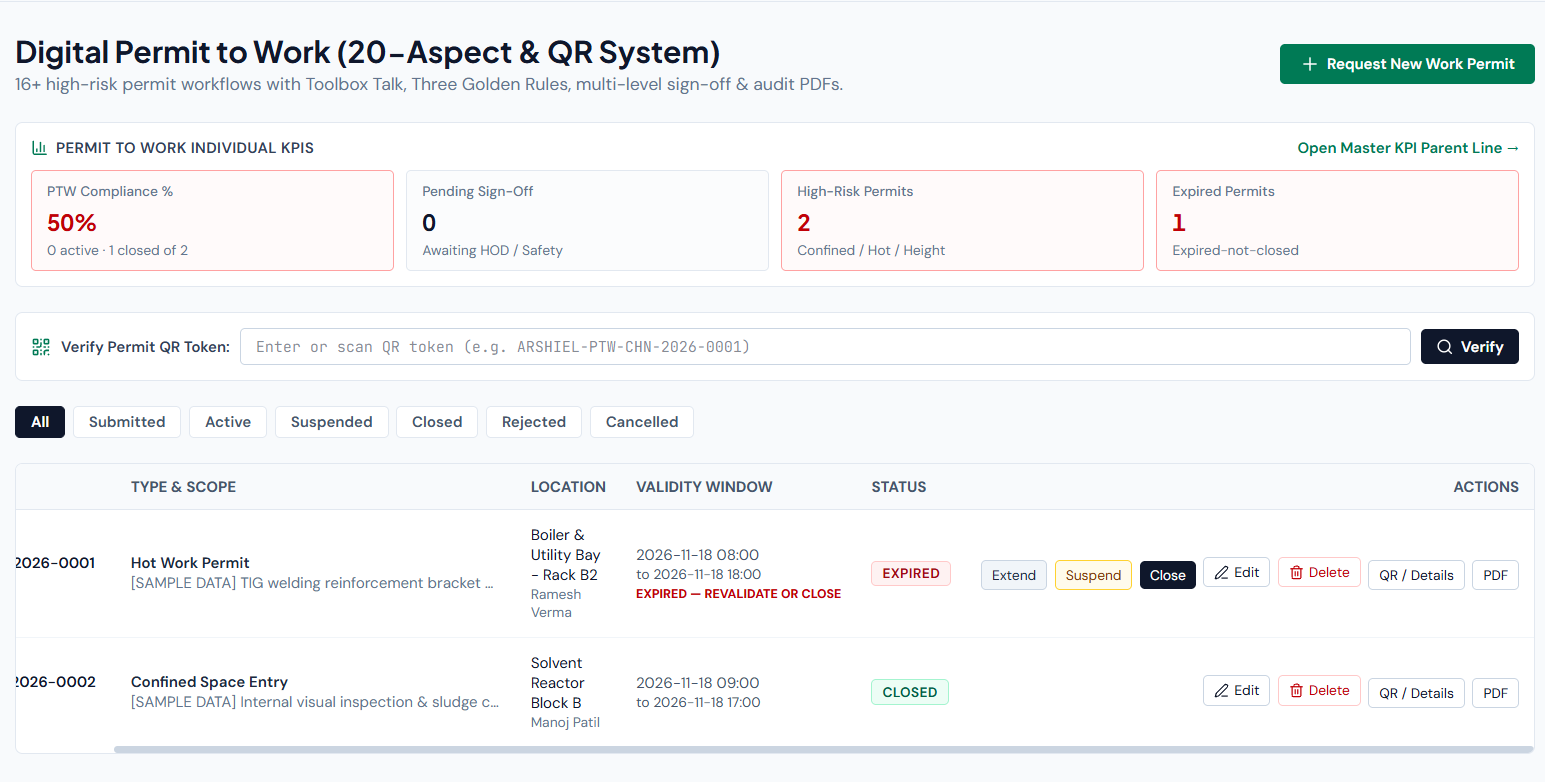 Digital Permit to Work (20-Aspect & QR System)
16+ high-risk permit workflows with Toolbox Talk, Three Golden Rules, multi-level sign-off & audit PDFs.
+ Request New Work Permit
PERMIT TO WORK INDIVIDUAL KPIS
Open Master KPI Parent Line →
PTW Compliance %
50%
0 active · 1 closed of 2
Pending Sign-Off
0
Awaiting HOD / Safety
High-Risk Permits
2
Confined / Hot / Height
Expired Permits
1
Expired-not-closed
Verify Permit QR Token:
Enter or scan QR token (e.g. ARSHIEL-PTW-CHN-2026-0001)
Verify
All
Submitted
Active
Suspended
Closed
Rejected
Cancelled
TYPE & SCOPE
LOCATION
VALIDITY WINDOW
STATUS
ACTIONS
2026-0001
Hot Work Permit
[SAMPLE DATA] TIG welding reinforcement bracket ...
Boiler &
Utility Bay
- Rack B2
Ramesh
Verma
2026-11-18 08:00
to 2026-11-18 18:00
EXPIRED — REVALIDATE OR CLOSE
EXPIRED
Extend
Suspend
Close
Edit
Delete
QR / Details
PDF
2026-0002
Confined Space Entry
[SAMPLE DATA] Internal visual inspection & sludge c...
Solvent
Reactor
Block B
Manoj Patil
2026-11-18 09:00
to 2026-11-18 17:00
CLOSED
Edit
Delete
QR / Details
PDF